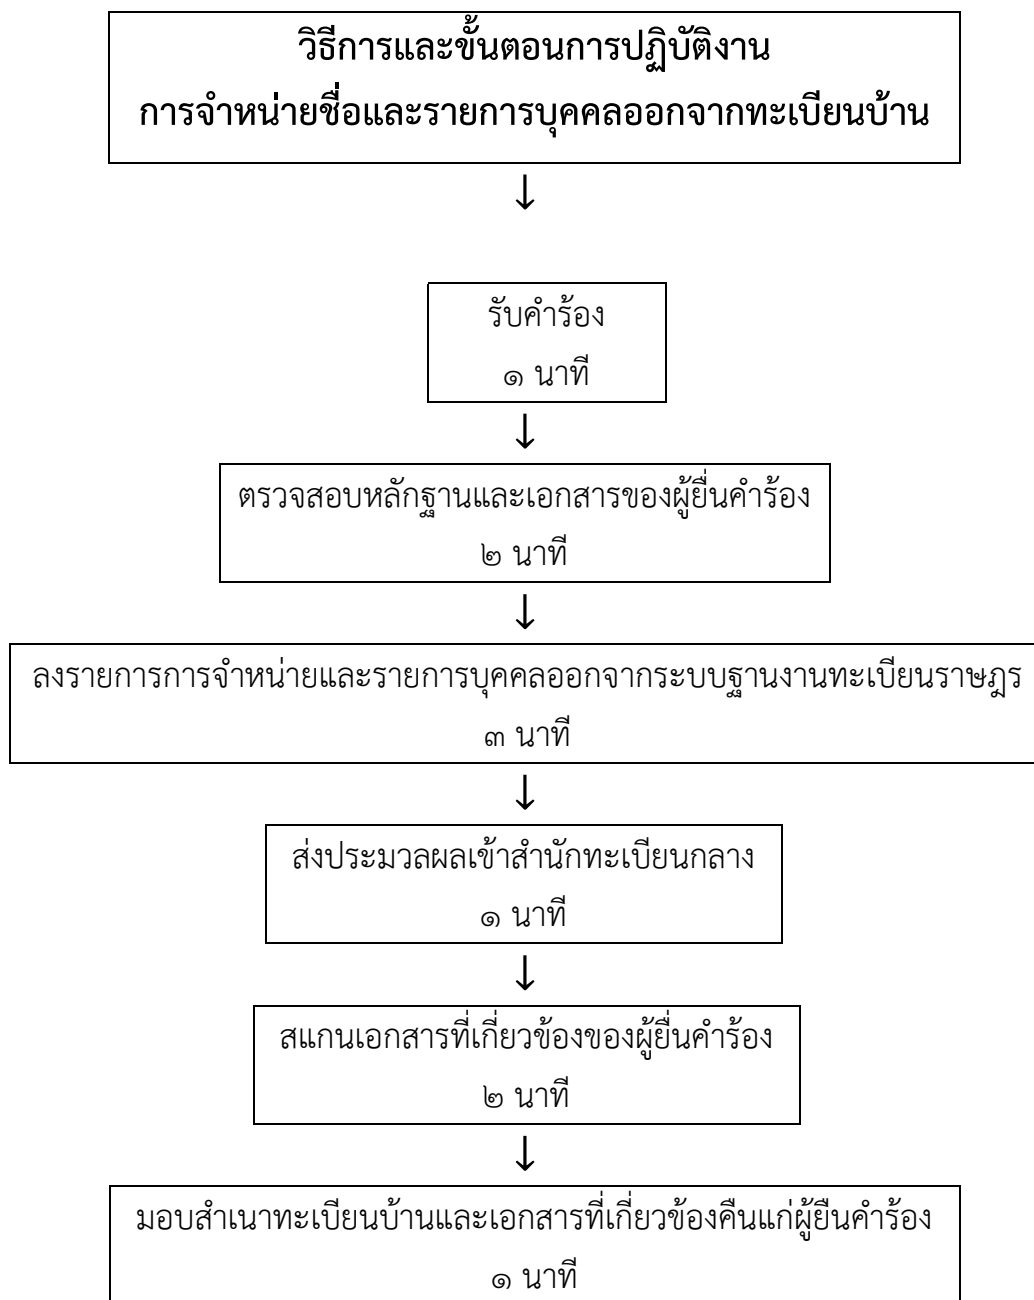 วิธีการและขั้นตอนการปฏิบัติงาน
การจำหน่ายชื่อและรายการบุคคลออกจากทะเบียนบ้าน
↓
รับคำร้อง
๑ นาที
↓
ตรวจสอบหลักฐานและเอกสารของผู้ยื่นคำร้อง
๒ นาที
↓
ลงรายการการจำหน่ายและรายการบุคคลออกจากระบบฐานงานทะเบียนราษฎร
๓ นาที
↓
ส่งประมวลผลเข้าสำนักทะเบียนกลาง
๑ นาที
↓
สแกนเอกสารที่เกี่ยวข้องของผู้ยื่นคำร้อง
๒ นาที
↓
มอบสำเนาทะเบียนบ้านและเอกสารที่เกี่ยวข้องคืนแก่ผู้ยืนคำร้อง
๑ นาที